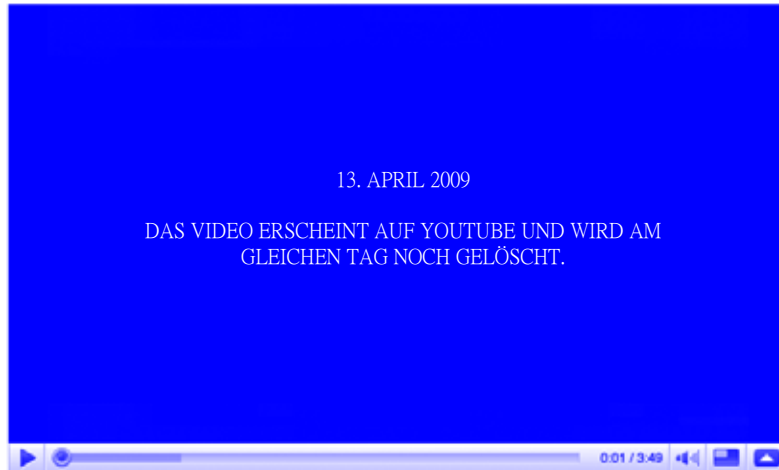 13. APRIL 2009
DAS VIDEO ERSCHEINT AUF YOUTUBE UND WIRD AM
GLEICHEN TAG NOCH GELÖSCHT.
0:01 / 3:49